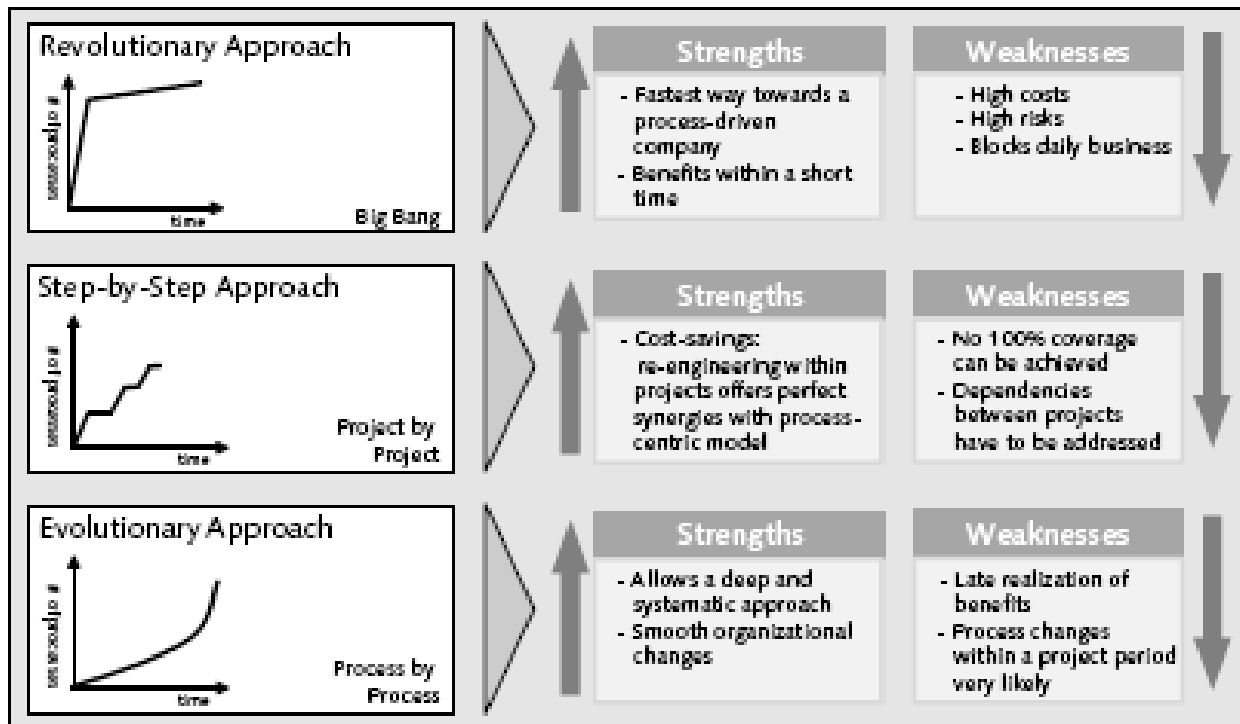 Revolutionary Approach
# of processes
time
Big Bang
Strengths
- Fastest way towards a
process-driven
company
- Benefits within a short
time
Weaknesses
- High costs
- High risks
- Blocks daily business
Step-by-Step Approach
# of processes
time
Project by
Project
Strengths
- Cost-savings:
re-engineering within
projects offers perfect
synergies with process-
centric model
Weaknesses
- No 100% coverage
can be achieved
- Dependencies
between projects
have to be addressed
Evolutionary Approach
# of processes
time
Process by
Process
Strengths
- Allows a deep and
systematic approach
- Smooth organizational
changes
Weaknesses
- Late realization of
benefits
- Process changes
within a project period
very likely